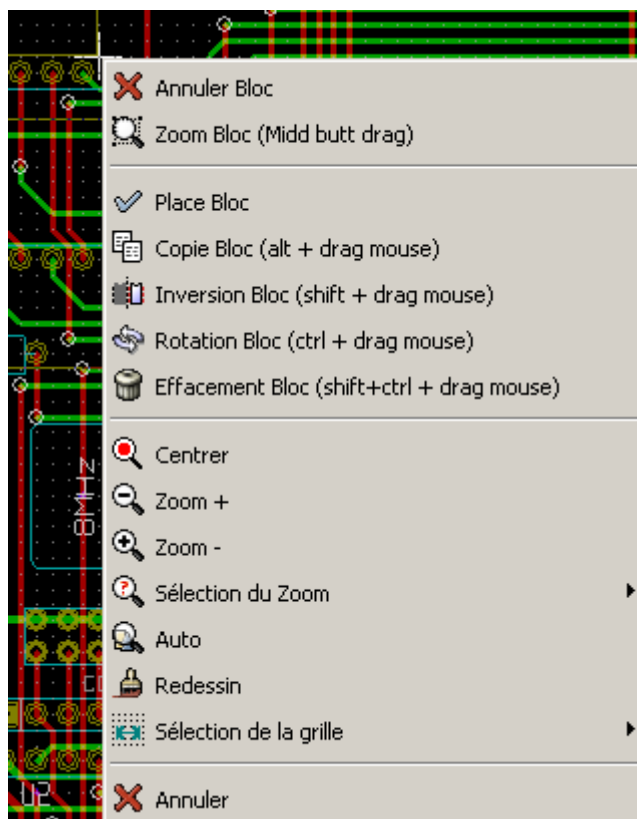 Annuler Bloc
Zoom Bloc (Midd butt drag)
Place Bloc
Copie Bloc (alt + drag mouse)
Inversion Bloc (shift + drag mouse)
Rotation Bloc (ctrl + drag mouse)
Effacement Bloc (shift+ctrl + drag mouse)
Centrer
8MHz
Zoom +
Zoom -
Sélection du Zoom
Auto
Redessin
Sélection de la grille
U2
Annuler